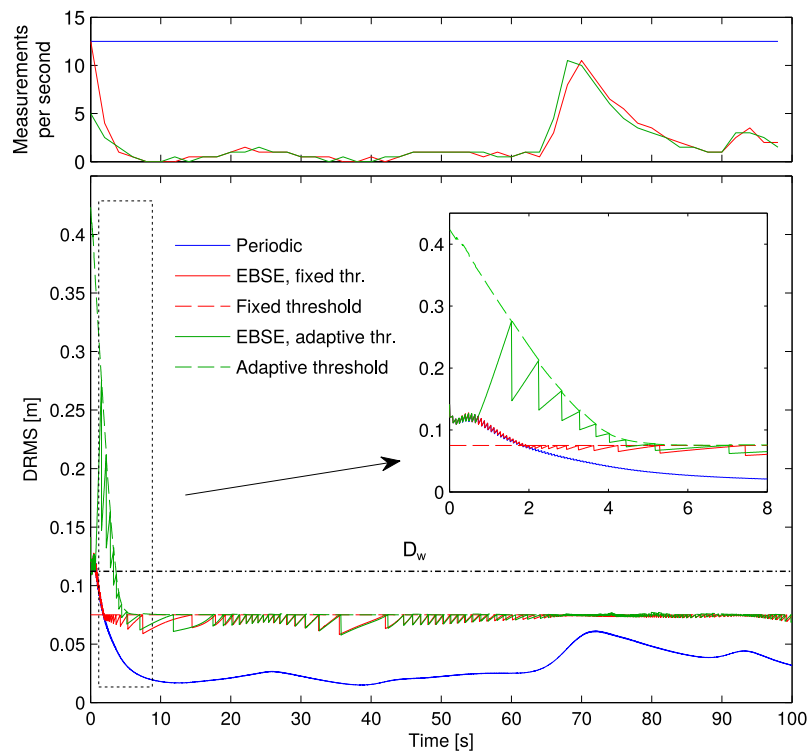 Measurements
per second
15
10
5
0
DRMS [m]
0.4
0.35
0.3
0.25
0.2
0.15
0.1
0.05
0
Periodic
EBSE, fixed thr.
Fixed threshold
EBSE, adaptive thr.
Adaptive threshold
0.4
0.3
0.2
0.1
0
0 2 4 6 8
D_w
0 10 20 30 40 50 60 70 80 90 100
Time [s]